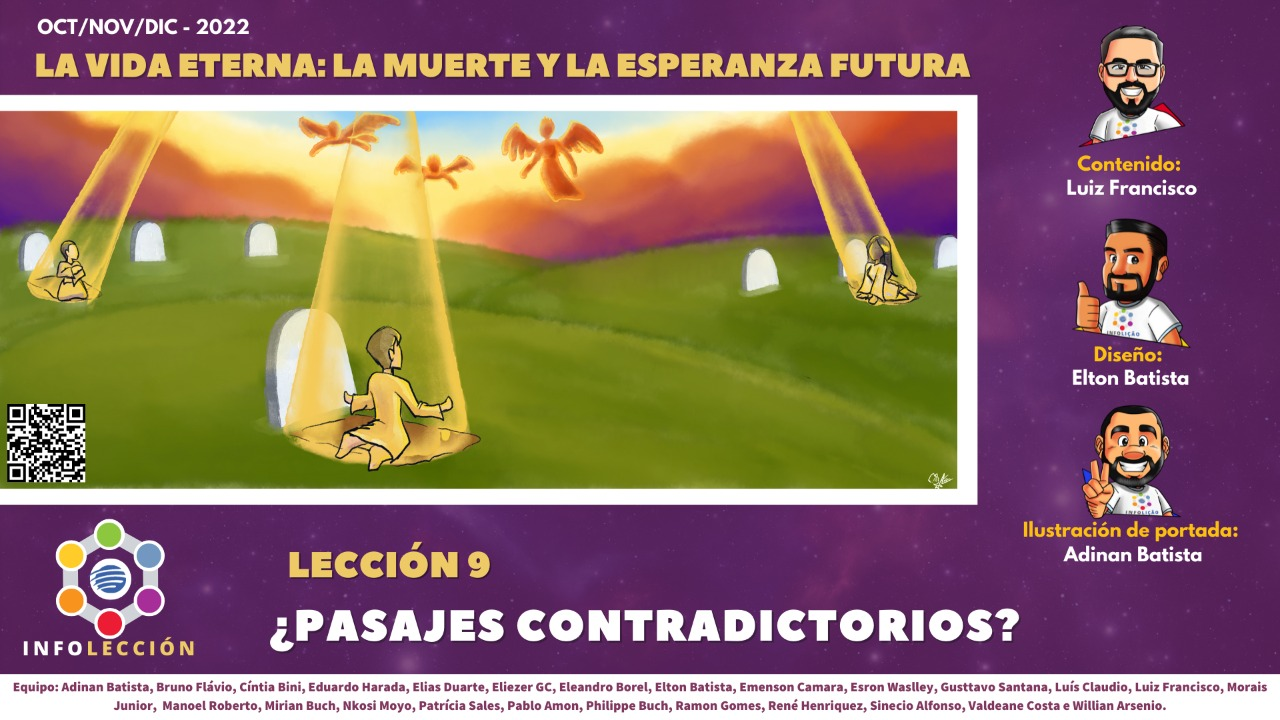 OCT/NOV/DIC - 2022
LA VIDA ETERNA: LA MUERTE Y LA ESPERANZA FUTURA
Contenido:
Luiz Francisco
INFOLIÇÃO
Diseño:
Elton Batista
INFOLIÇÃO
Ilustración de portada:
Adinan Batista
LECCIÓN 9
¿PASAJES CONTRADICTORIOS?
INFOLECCIÓN
Equipo: Adinan Batista, Bruno Flávio, Cíntia Bini, Eduardo Harada, Elias Duarte, Eliezer GC, Eleandro Borel, Elton Batista, Emenson Camara, Esron Waslley, Gusttavo Santana, Luís Claudio, Luiz Francisco, Morais
Junior, Manoel Roberto, Mirian Buch, Nkosi Moyo, Patrícia Sales, Pablo Amon, Philippe Buch, Ramon Gomes, René Henriquez, Sinecio Alfonso, Valdeane Costa e Willian Arsenio.